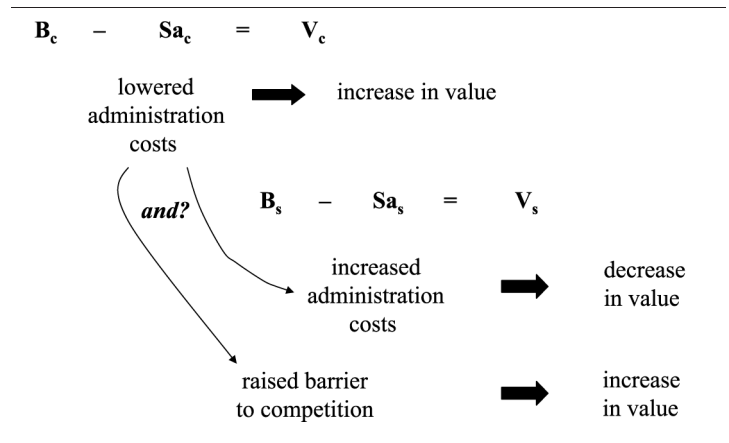 Bc – Sac = Vc
lowered
administration
costs
increase in value
and?
Bs – Sas = Vs
increased
administration
costs
decrease
in value
raised barrier
to competition
increase
in value